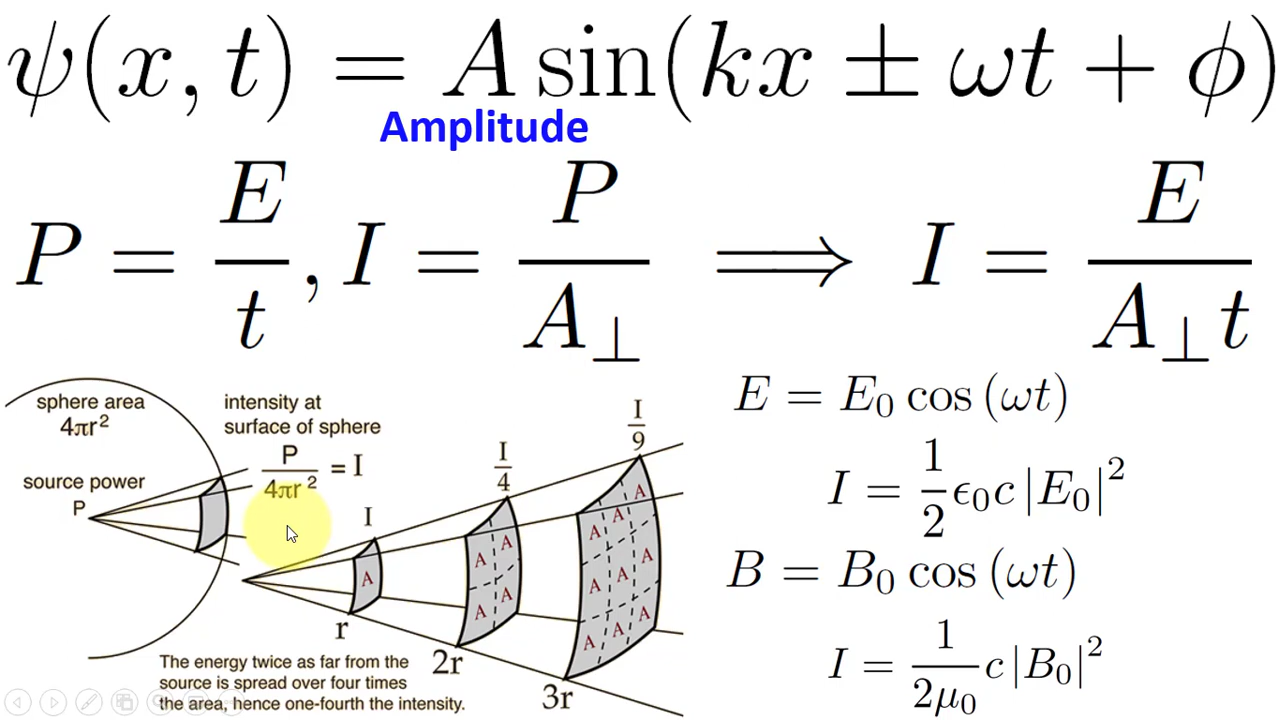 ψ(x, t) = A sin(kx ± ωt + ϕ)
Amplitude
P = E/t, I = P/A⊥ ⟹ I = E/(A⊥t)
sphere area
4πr²
source power
P
intensity at
surface of sphere
P/(4πr²) = I
I
I/4
I/9
A
A A
A A
A A A
A A A
A A A
r
2r
3r
The energy twice as far from the
source is spread over four times
the area, hence one-fourth the intensity.
E = E₀ cos (ωt)
I = 1/2 ϵ₀c |E₀|²
B = B₀ cos (ωt)
I = 1/(2μ₀) c |B₀|²